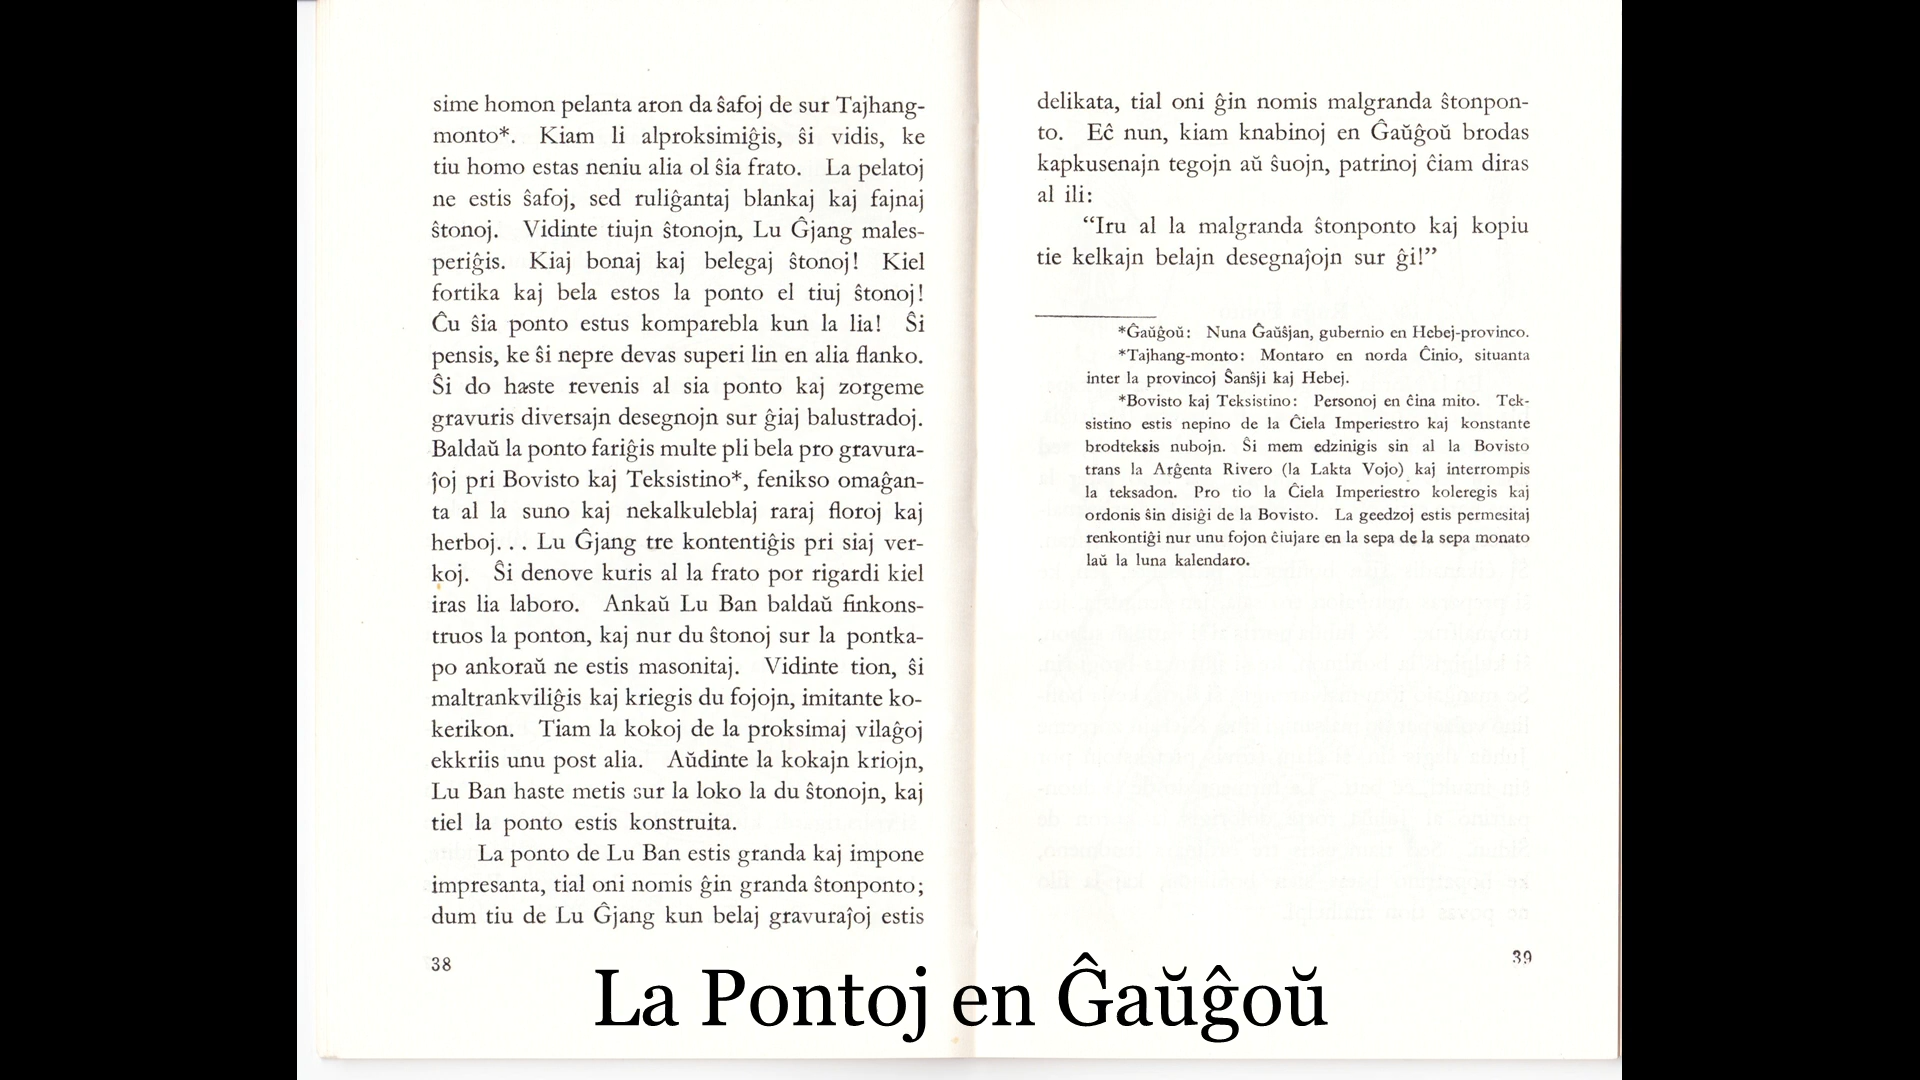 sime homon pelanta aron da ŝafoj de sur Tajhang-
monto*. Kiam li alproksimiĝis, ŝi vidis, ke
tiu homo estas neniu alia ol ŝia frato. La pelatoj
ne estis ŝafoj, sed ruliĝantaj blankaj kaj fajnaj
ŝtonoj. Vidinte tiujn ŝtonojn, Lu Ĝjang males-
periĝis. Kiaj bonaj kaj belegaj ŝtonoj! Kiel
fortika kaj bela estos la ponto el tiuj ŝtonoj!
Ĉu ŝia ponto estus komparebla kun la lia! Ŝi
pensis, ke ŝi nepre devas superi lin en alia flanko.
Ŝi do haste revenis al sia ponto kaj zorgeme
gravuris diversajn desegnojn sur ĝiaj balustradoj.
Baldaŭ la ponto fariĝis multe pli bela pro gravura-
ĵoj pri Bovisto kaj Teksistino*, fenikso omaĝan-
ta al la suno kaj nekalkuleblaj raraj floroj kaj
herboj. . . Lu Ĝjang tre kontentiĝis pri siaj ver-
koj. Ŝi denove kuris al la frato por rigardi kiel
iras lia laboro. Ankaŭ Lu Ban baldaŭ finkons-
truos la ponton, kaj nur du ŝtonoj sur la pontka-
po ankoraŭ ne estis masonitaj. Vidinte tion, ŝi
maltrankviliĝis kaj kriegis du fojojn, imitante ko-
kerikon. Tiam la kokoj de la proksimaj vilaĝoj
ekkriis unu post alia. Aŭdinte la kokajn kriojn,
Lu Ban haste metis sur la loko la du ŝtonojn, kaj
tiel la ponto estis konstruita.
La ponto de Lu Ban estis granda kaj impone
impresanta, tial oni nomis ĝin granda ŝtonponto;
dum tiu de Lu Ĝjang kun belaj gravuraĵoj estis
38
delikata, tial oni ĝin nomis malgranda ŝtonpon-
to. Eĉ nun, kiam knabinoj en Ĝaŭĝoŭ brodas
kapkusenajn tegojn aŭ ŝuojn, patrinoj ĉiam diras
al ili:
“Iru al la malgranda ŝtonponto kaj kopiu
tie kelkajn belajn desegnaĵojn sur ĝi!”
*Ĝaŭĝoŭ: Nuna Ĝaŭŝjan, gubernio en Hebej-provinco.
*Tajhang-monto: Montaro en norda Ĉinio, situanta
inter la provincoj Ŝanŝji kaj Hebej.
*Bovisto kaj Teksistino: Personoj en ĉina mito. Tek-
sistino estis nepino de la Ĉiela Imperiestro kaj konstante
brodteksis nubojn. Ŝi mem edzinigis sin al la Bovisto
trans la Arĝenta Rivero (la Lakta Vojo) kaj interrompis
la teksadon. Pro tio la Ĉiela Imperiestro koleregis kaj
ordonis ŝin disiĝi de la Bovisto. La geedzoj estis permesitaj
renkontiĝi nur unu fojon ĉiujare en la sepa de la sepa monato
laŭ la luna kalendaro.
39
La Pontoj en Ĝaŭĝoŭ